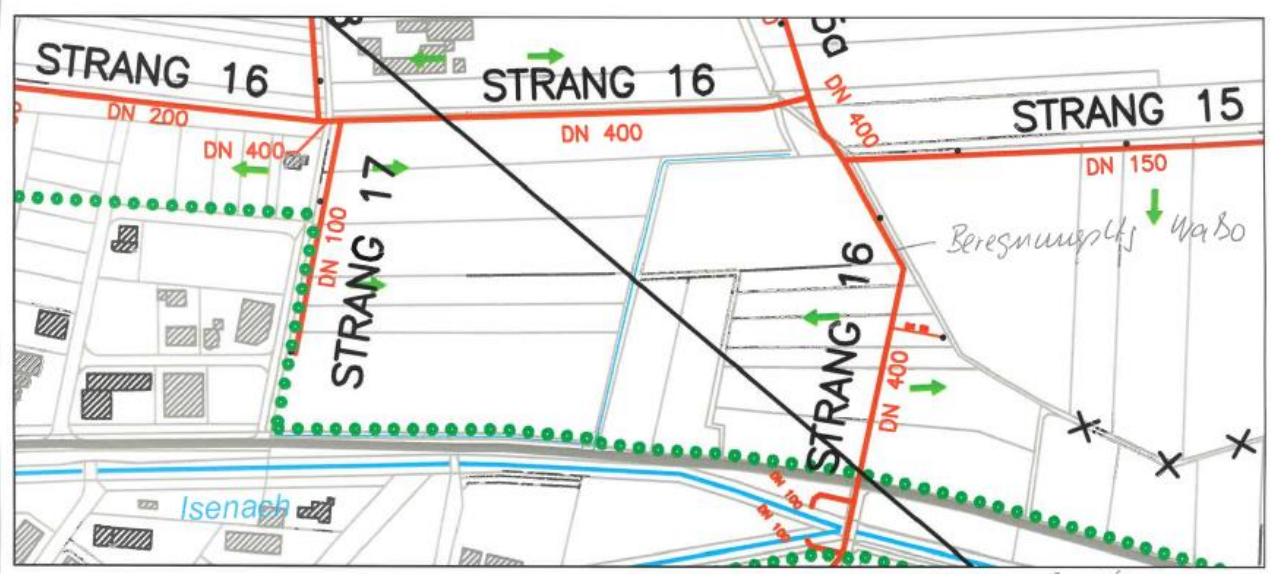 STRANG 16
DN 200
STRANG 16
DN 400
DN 400
DN 400
STRANG 15
DN 150
STRANG 17
DN 100
Beregnungsltg WaBo
STRANG 16
DN 400
DN 100
DN 100
Isenach